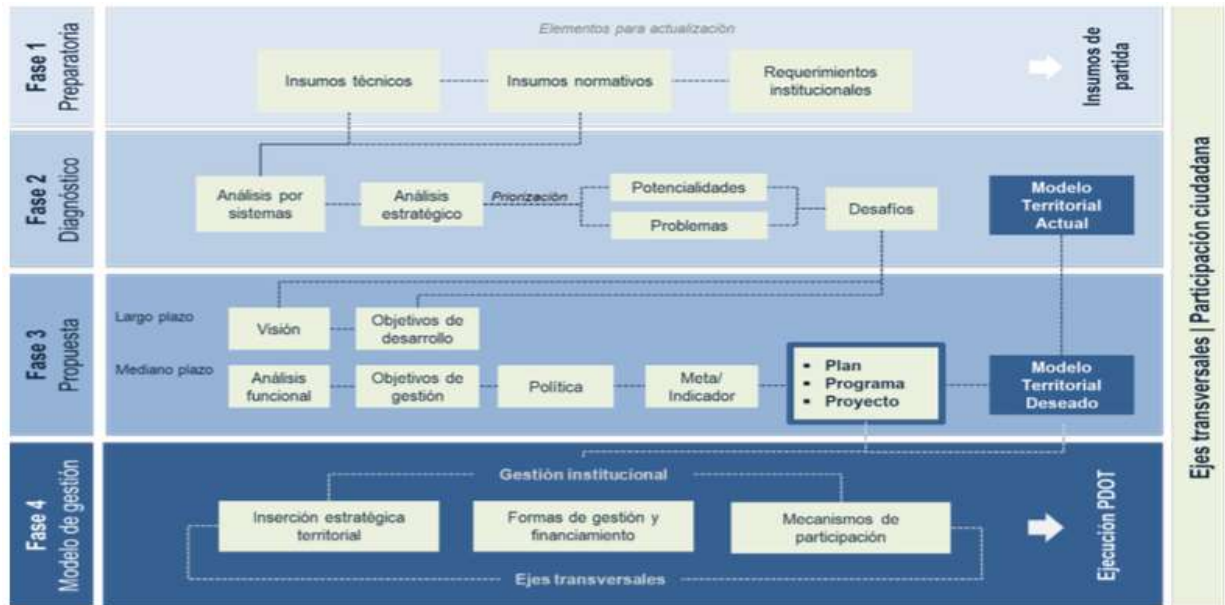 Fase 1
Preparatoria
Elementos para actualización
Insumos técnicos
Insumos normativos
Requerimientos
institucionales
Insumos de
partida
Fase 2
Diagnóstico
Análisis por
sistemas
Análisis
estratégico
Priorización
Potencialidades
Problemas
Desafíos
Modelo
Territorial
Actual
Fase 3
Propuesta
Largo plazo
Visión
Objetivos de
desarrollo
Mediano plazo
Análisis
funcional
Objetivos de
gestión
Política
Meta/
Indicador
▪ Plan
▪ Programa
▪ Proyecto
Modelo
Territorial
Deseado
Fase 4
Modelo de gestión
Gestión institucional
Inserción estratégica
territorial
Formas de gestión y
financiamiento
Mecanismos de
participación
Ejes transversales
Ejecución PDOT
Ejes transversales | Participación ciudadana